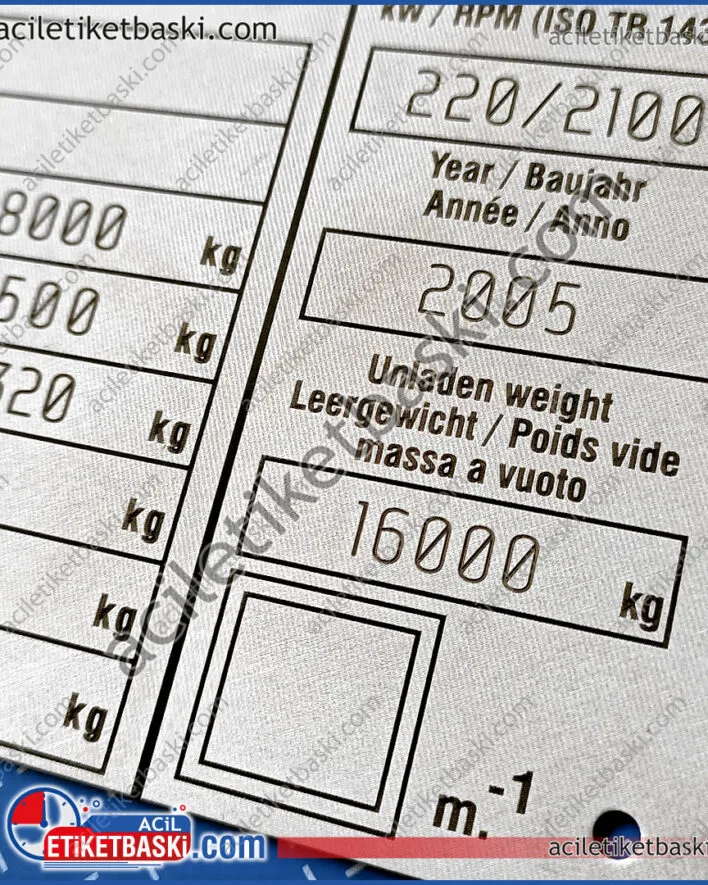 aciletiketbaski.com
kW / RPM (ISO TR 143
220/2100
Year / Baujahr
Année / Anno
2005
Unladen weight
Leergewicht / Poids vide
massa a vuoto
16000 kg
m.-1
8000 kg
500 kg
320 kg
kg
kg
kg
aciletiketbaski.com
ACİL
ETİKETBASKI.com
aciletiketbaski